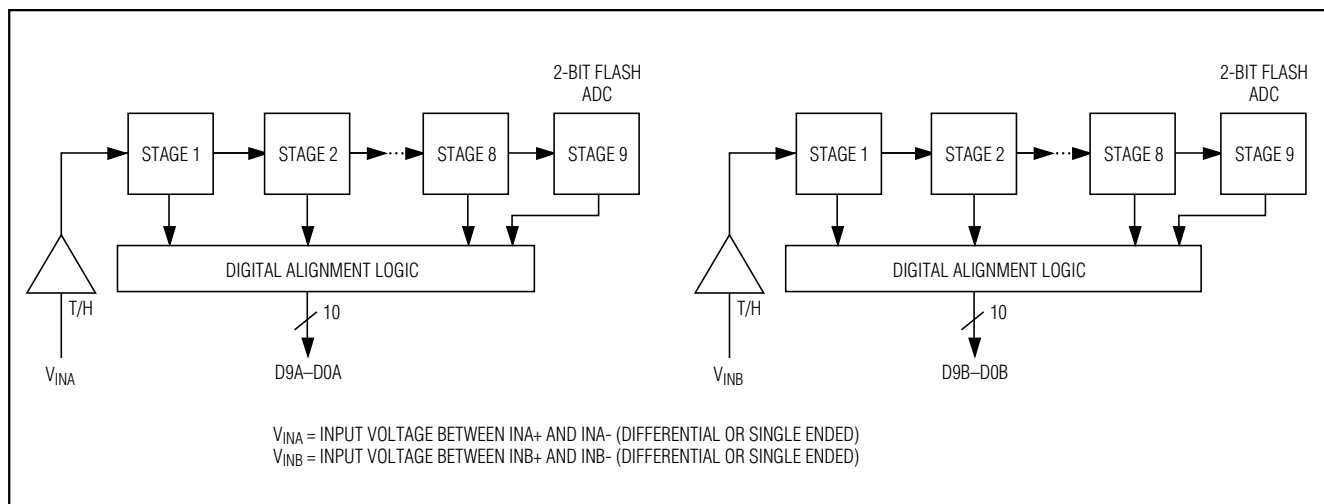 2-BIT FLASH
ADC
STAGE 1
STAGE 2
...
STAGE 8
STAGE 9
DIGITAL ALIGNMENT LOGIC
T/H
10
VINA
D9A–D0A
2-BIT FLASH
ADC
STAGE 1
STAGE 2
...
STAGE 8
STAGE 9
DIGITAL ALIGNMENT LOGIC
T/H
10
VINB
D9B–D0B
VINA = INPUT VOLTAGE BETWEEN INA+ AND INA- (DIFFERENTIAL OR SINGLE ENDED)
VINB = INPUT VOLTAGE BETWEEN INB+ AND INB- (DIFFERENTIAL OR SINGLE ENDED)